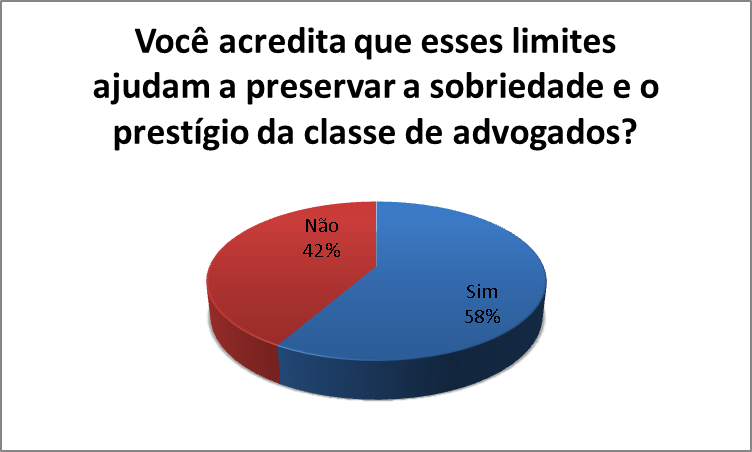 Você acredita que esses limites
ajudam a preservar a sobriedade e o
prestígio da classe de advogados?
Não
42%
Sim
58%